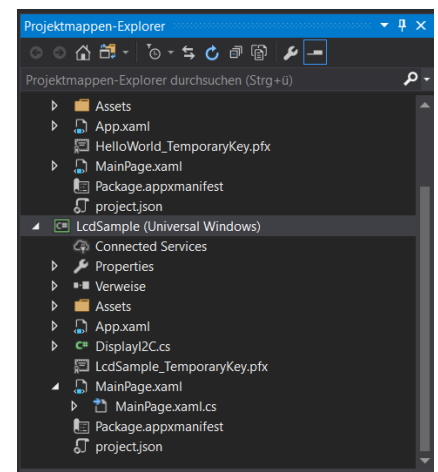 Projektmappen-Explorer
Projektmappen-Explorer durchsuchen (Strg+ü)
Assets
App.xaml
HelloWorld_TemporaryKey.pfx
MainPage.xaml
Package.appxmanifest
project.json
C# LcdSample (Universal Windows)
Connected Services
Properties
Verweise
Assets
App.xaml
C# DisplayI2C.cs
LcdSample_TemporaryKey.pfx
MainPage.xaml
MainPage.xaml.cs
Package.appxmanifest
project.json